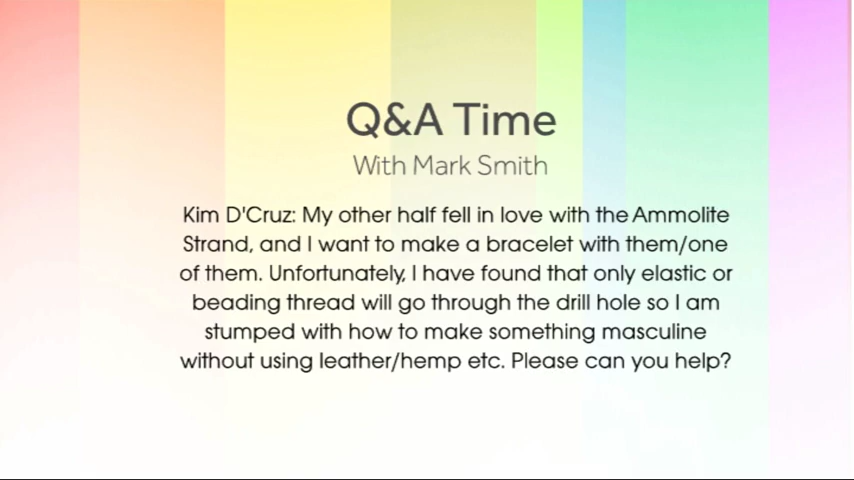 Q&A Time
With Mark Smith
Kim D'Cruz: My other half fell in love with the Ammolite
Strand, and I want to make a bracelet with them/one
of them. Unfortunately, I have found that only elastic or
beading thread will go through the drill hole so I am
stumped with how to make something masculine
without using leather/hemp etc. Please can you help?